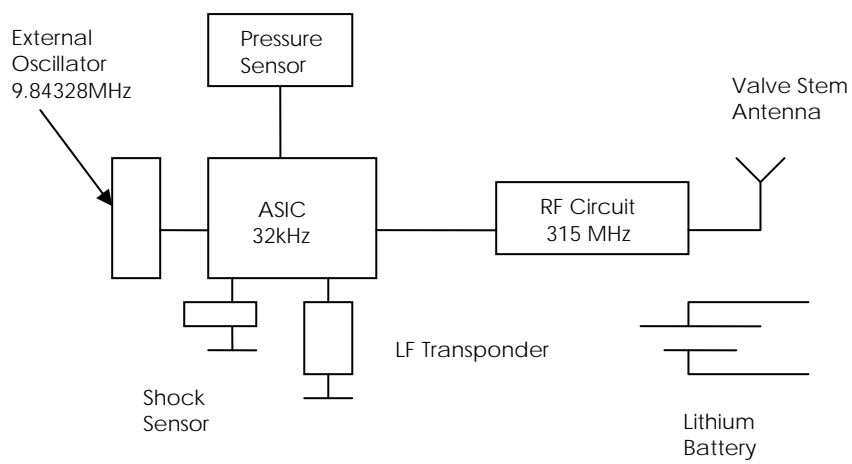 External
Oscillator
9.84328MHz
Pressure
Sensor
Valve Stem
Antenna
ASIC
32kHz
RF Circuit
315 MHz
LF Transponder
Shock
Sensor
Lithium
Battery